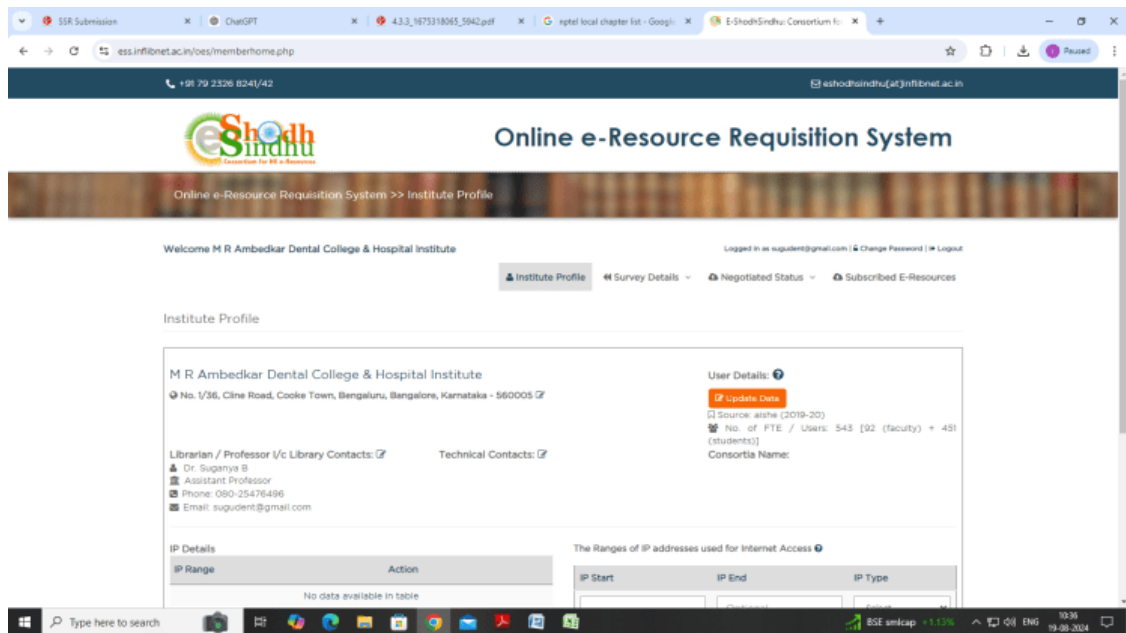 SSR Submission
ChatGPT
4.3.3_1675318065_5942.pdf
nptel local chapter list - Google
E-ShodhSindhu: Consortium fo
ess.inflibnet.ac.in/oes/memberhome.php
Paused
+91 79 2326 8241/42
eshodhsindhu[at]inflibnet.ac.in
eShodh
Sindhu
Consortium for HE e-Resources
Online e-Resource Requisition System
Online e-Resource Requisition System >> Institute Profile
Welcome M R Ambedkar Dental College & Hospital Institute
Logged in as sugudent@gmail.com | Change Password | Logout
Institute Profile
Survey Details
Negotiated Status
Subscribed E-Resources
Institute Profile
M R Ambedkar Dental College & Hospital Institute
No. 1/36, Cline Road, Cooke Town, Bengaluru, Bangalore, Karnataka - 560005
User Details:
Update Data
Source: aishe (2019-20)
No. of FTE / Users: 543 [92 (faculty) + 451
(students)]
Consortia Name:
Librarian / Professor I/c Library Contacts:
Technical Contacts:
Dr. Suganya B
Assistant Professor
Phone: 080-25476496
Email: sugudent@gmail.com
IP Details
IP Range Action
No data available in table
The Ranges of IP addresses used for Internet Access
IP Start IP End IP Type
Optional
Select
Type here to search
BSE smlcap +1.13%
ENG
10:36
19-08-2024